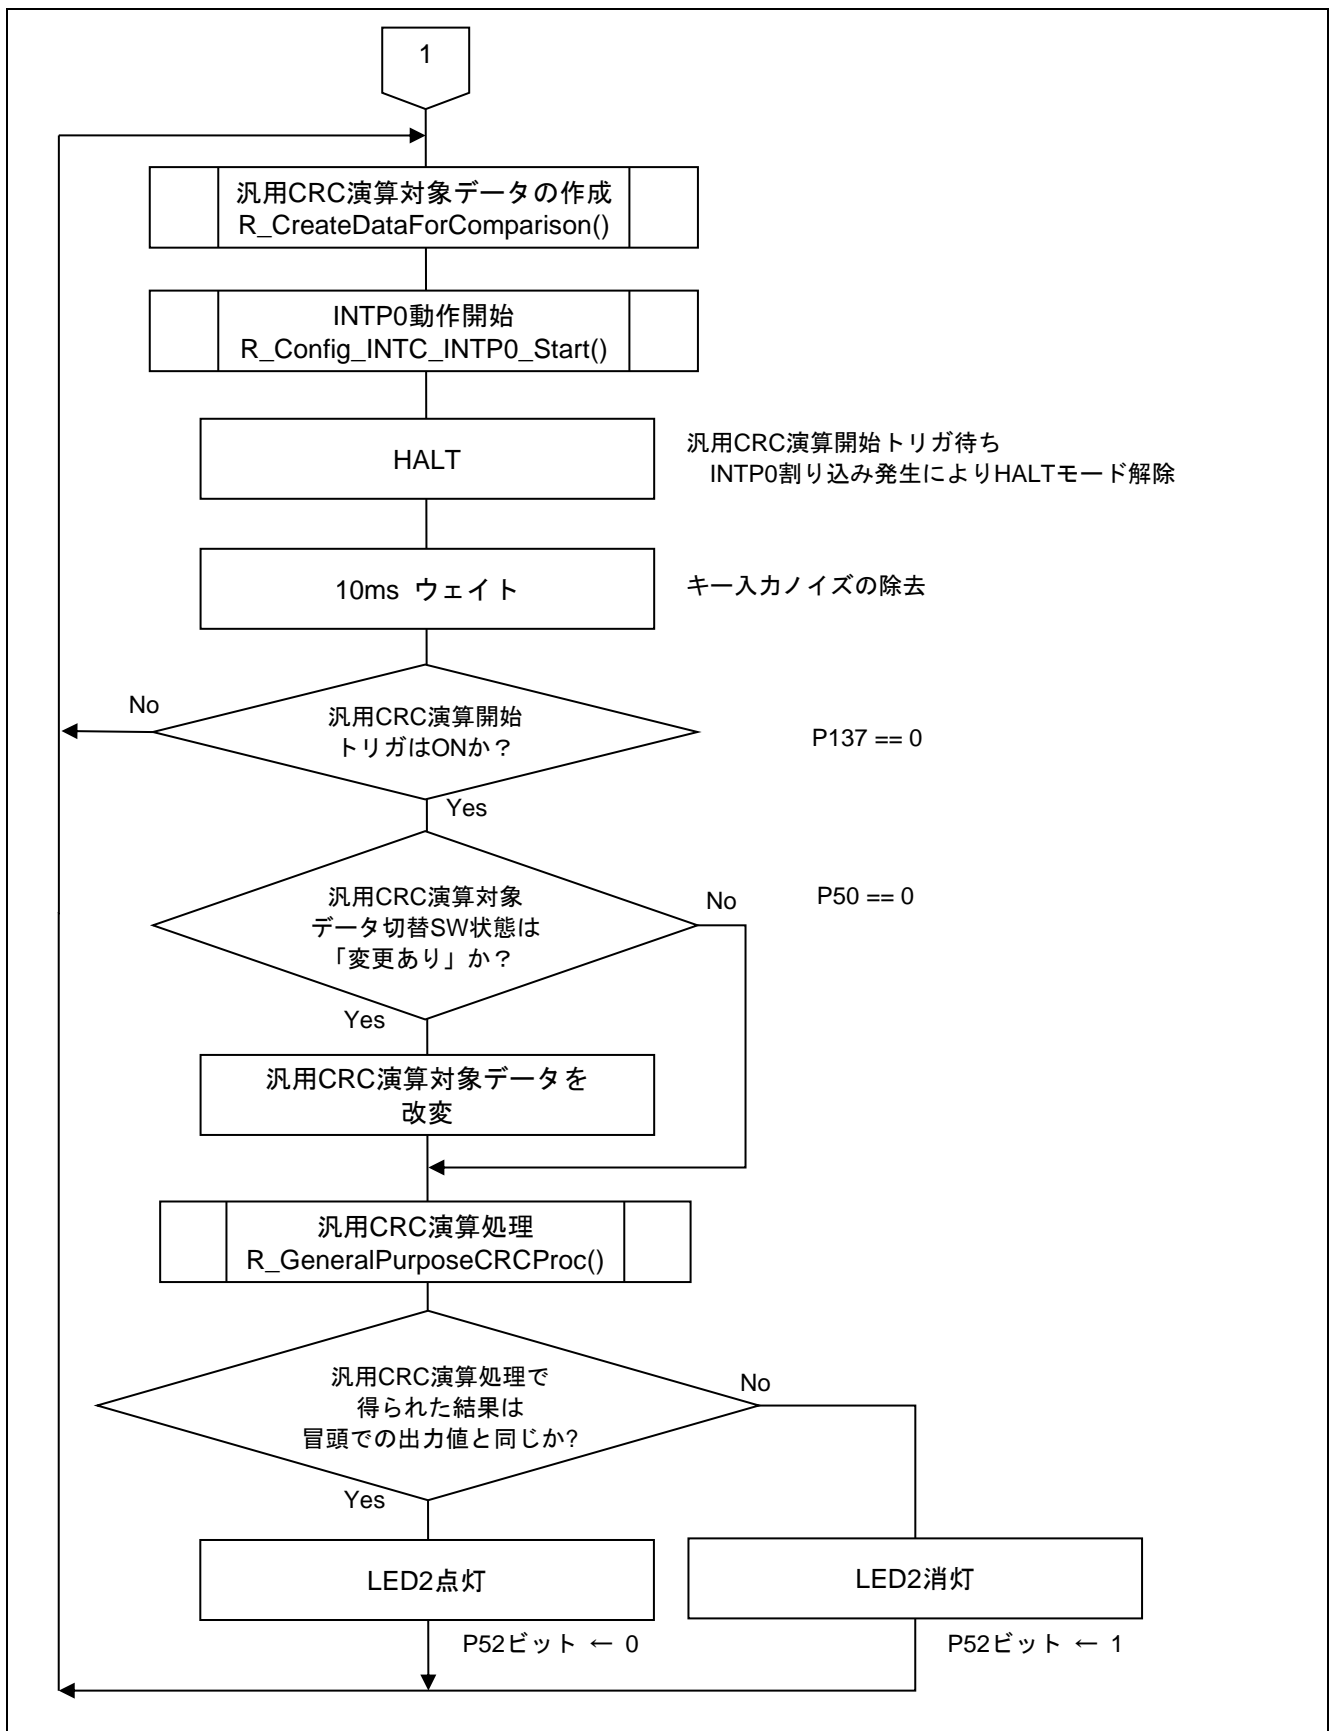 1
汎用CRC演算対象データの作成
R_CreateDataForComparison()
INTP0動作開始
R_Config_INTC_INTP0_Start()
HALT
汎用CRC演算開始トリガ待ち
INTP0割り込み発生によりHALTモード解除
10ms ウェイト
キー入力ノイズの除去
No
汎用CRC演算開始
トリガはONか？
P137 == 0
Yes
汎用CRC演算対象
データ切替SW状態は
「変更あり」か？
No
P50 == 0
Yes
汎用CRC演算対象データを
改変
汎用CRC演算処理
R_GeneralPurposeCRCProc()
汎用CRC演算処理で
得られた結果は
冒頭での出力値と同じか?
No
Yes
LED2点灯
LED2消灯
P52ビット ← 0
P52ビット ← 1